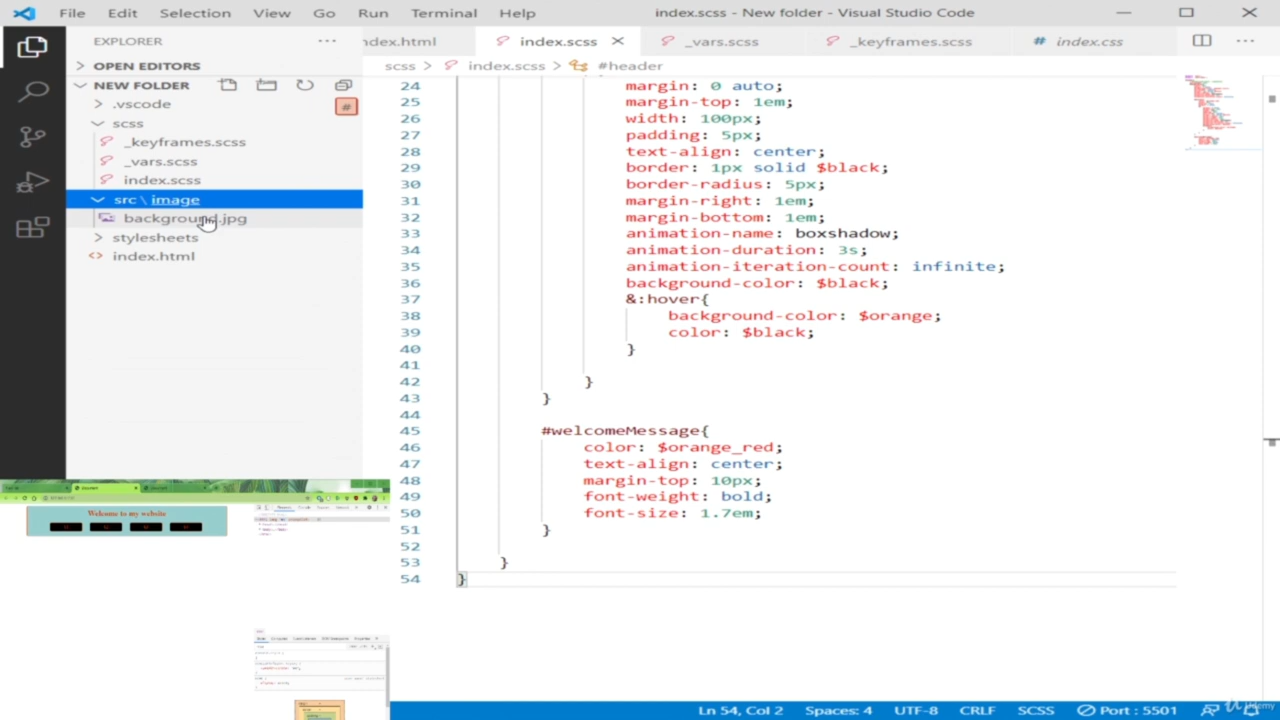 File Edit Selection View Go Run Terminal Help index.scss - New folder - Visual Studio Code
EXPLORER ··· ndex.html index.scss _vars.scss _keyframes.scss # index.css ···
OPEN EDITORS
scss > index.scss > #header
NEW FOLDER
.vscode #
scss
_keyframes.scss
_vars.scss
index.scss
src \ image
background.jpg
stylesheets
<> index.html
24 margin: 0 auto;
25 margin-top: 1em;
26 width: 100px;
27 padding: 5px;
28 text-align: center;
29 border: 1px solid $black;
30 border-radius: 5px;
31 margin-right: 1em;
32 margin-bottom: 1em;
33 animation-name: boxshadow;
34 animation-duration: 3s;
35 animation-iteration-count: infinite;
36 background-color: $black;
37 &:hover{
38 background-color: $orange;
39 color: $black;
40 }
41
42 }
43 }
44
45 #welcomeMessage{
46 color: $orange_red;
47 text-align: center;
48 margin-top: 10px;
49 font-weight: bold;
50 font-size: 1.7em;
51 }
52
53 }
54 }
Welcome to my website
Ln 54, Col 2 Spaces: 4 UTF-8 CRLF SCSS Port : 5501
Udemy